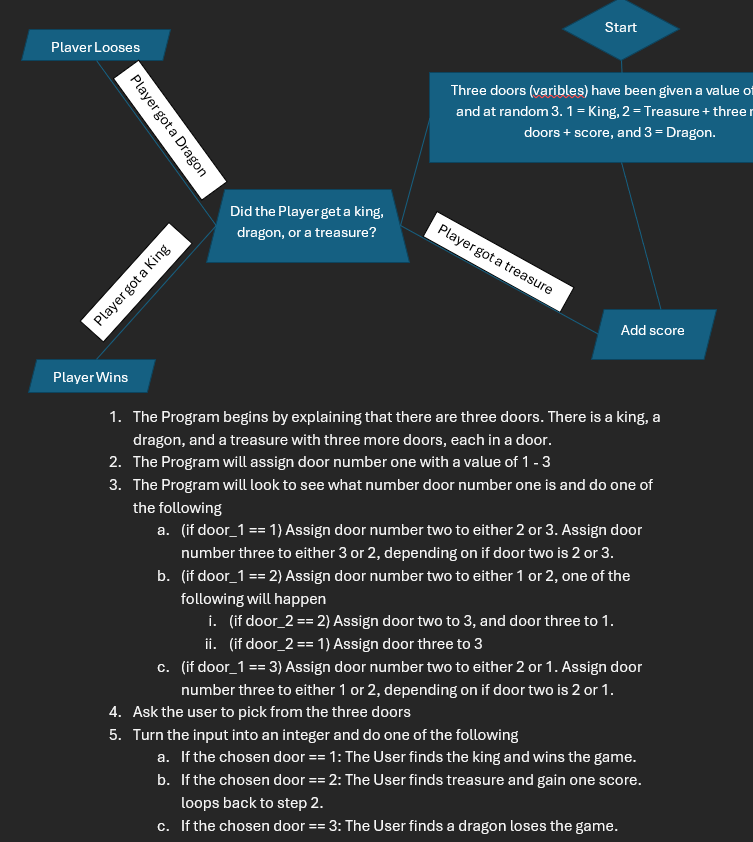 Start
Player Looses
Three doors (varibles) have been given a value of
and at random 3. 1 = King, 2 = Treasure + three
doors + score, and 3 = Dragon.
Player got a Dragon
Did the Player get a king,
dragon, or a treasure?
Player got a treasure
Player got a King
Add score
Player Wins
1. The Program begins by explaining that there are three doors. There is a king, a
dragon, and a treasure with three more doors, each in a door.
2. The Program will assign door number one with a value of 1 - 3
3. The Program will look to see what number door number one is and do one of
the following
a. (if door_1 == 1) Assign door number two to either 2 or 3. Assign door
number three to either 3 or 2, depending on if door two is 2 or 3.
b. (if door_1 == 2) Assign door number two to either 1 or 2, one of the
following will happen
i. (if door_2 == 2) Assign door two to 3, and door three to 1.
ii. (if door_2 == 1) Assign door three to 3
c. (if door_1 == 3) Assign door number two to either 2 or 1. Assign door
number three to either 1 or 2, depending on if door two is 2 or 1.
4. Ask the user to pick from the three doors
5. Turn the input into an integer and do one of the following
a. If the chosen door == 1: The User finds the king and wins the game.
b. If the chosen door == 2: The User finds treasure and gain one score.
loops back to step 2.
c. If the chosen door == 3: The User finds a dragon loses the game.